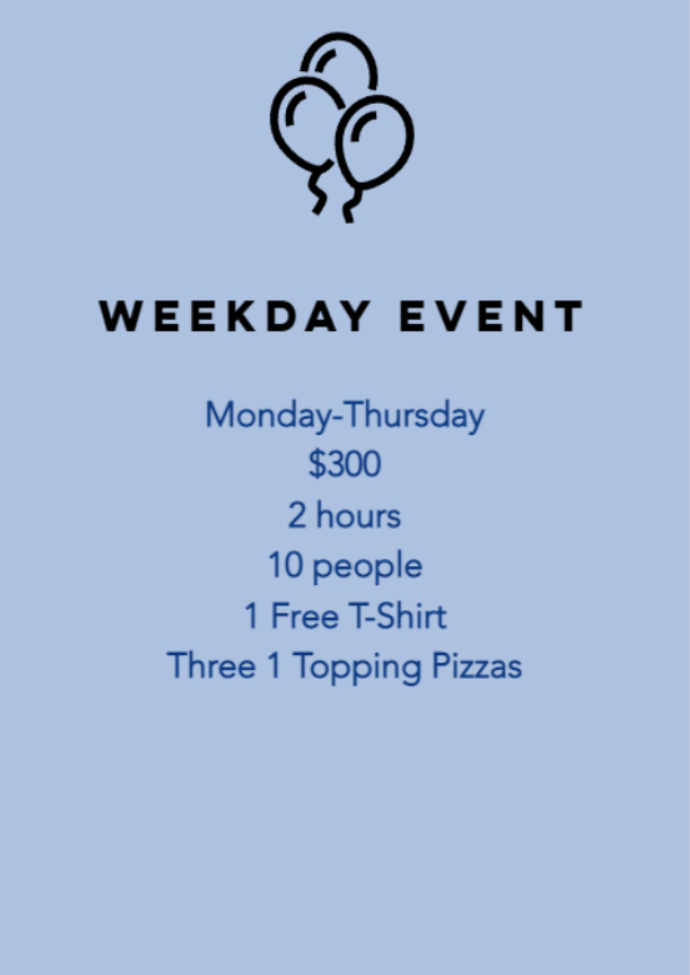 WEEKDAY EVENT
Monday-Thursday
$300
2 hours
10 people
1 Free T-Shirt
Three 1 Topping Pizzas